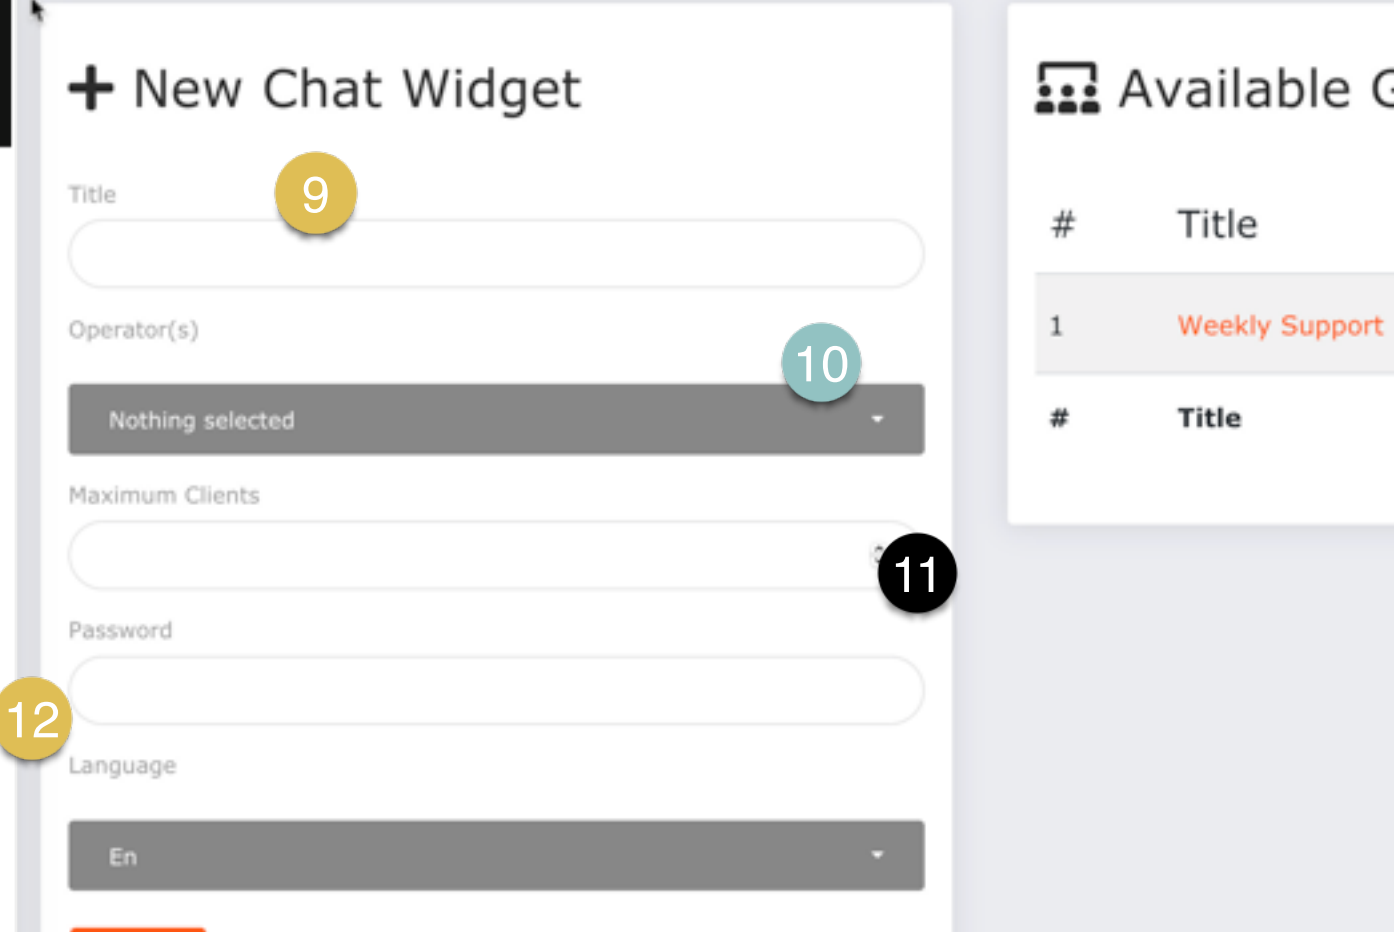 New Chat Widget
Title
9
Operator(s)
10
Nothing selected
Maximum Clients
11
Password
12
Language
En
Available
# Title
1 Weekly Support
# Title